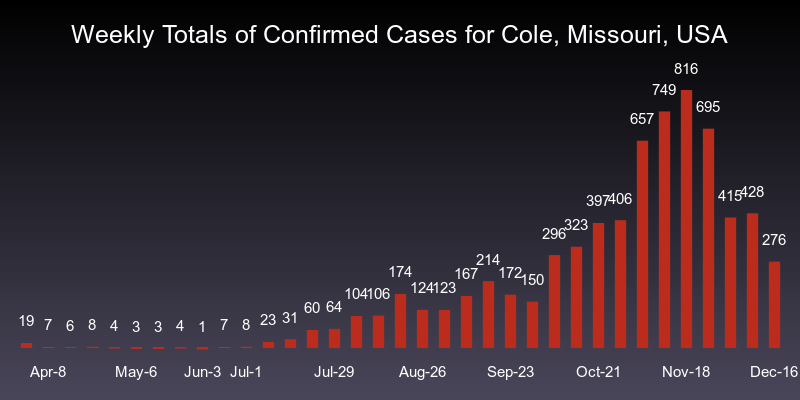 Weekly Totals of Confirmed Cases for Cole, Missouri, USA
19 7 6 8 4 3 3 4 1 7 8 23 31 60 64 104 106 174 124 123 167 214 172 150 296 323 397 406 657 749 816 695 415 428 276
Apr-8 May-6 Jun-3 Jul-1 Jul-29 Aug-26 Sep-23 Oct-21 Nov-18 Dec-16